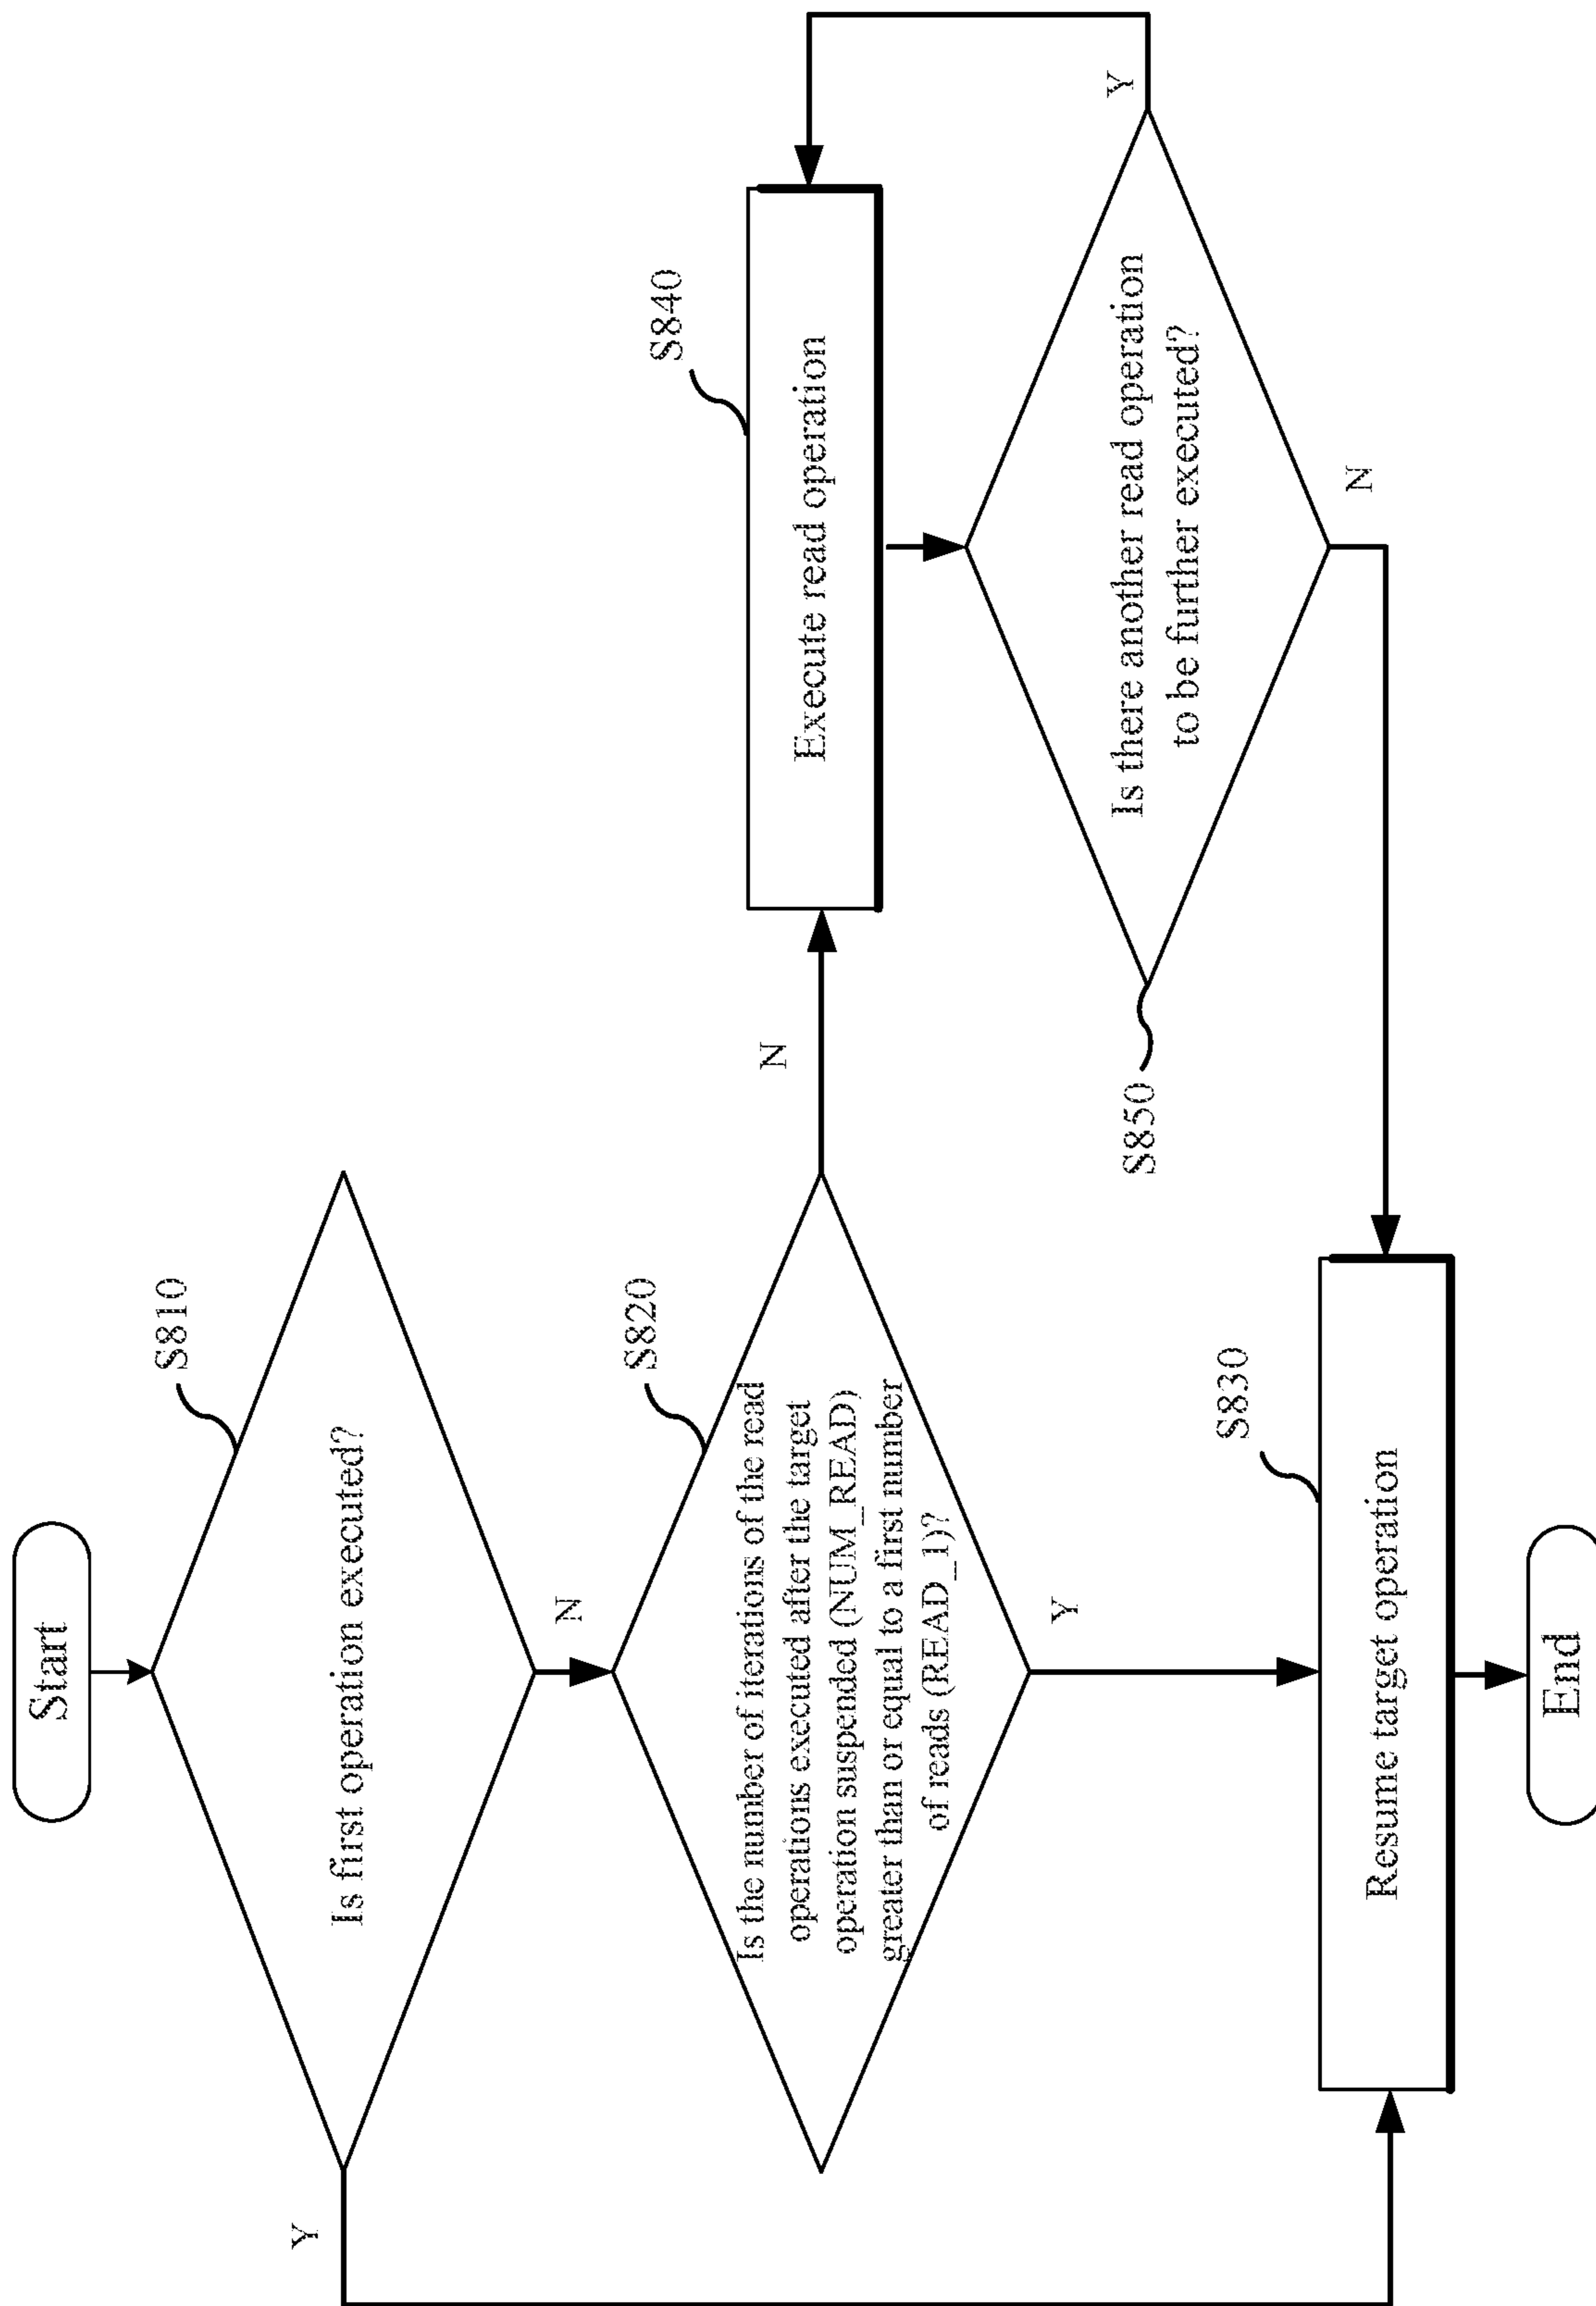 Start
S810
Is first operation executed?
Y
N
S820
Is the number of iterations of the read
operations executed after the target
operation suspended (NUM_READ)
greater than or equal to a first number
of reads (READ_1)?
N
Y
S840
Execute read operation
S850
Is there another read operation
to be further executed?
Y
N
S830
Resume target operation
End